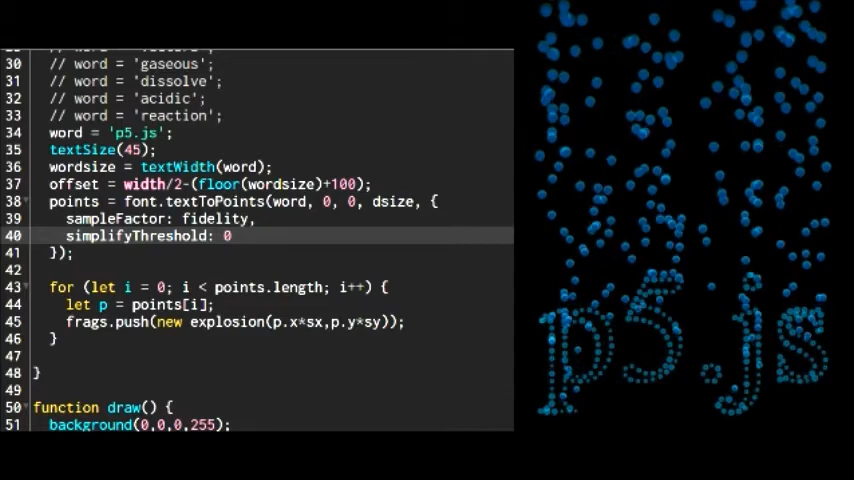 30 // word = 'gaseous';
31 // word = 'dissolve';
32 // word = 'acidic';
33 // word = 'reaction';
34 word = 'p5.js';
35 textSize(45);
36 wordsize = textWidth(word);
37 offset = width/2-(floor(wordsize)+100);
38 points = font.textToPoints(word, 0, 0, dsize, {
39 sampleFactor: fidelity,
40 simplifyThreshold: 0
41 });
42
43 for (let i = 0; i < points.length; i++) {
44 let p = points[i];
45 frags.push(new explosion(p.x*sx,p.y*sy));
46 }
47
48 }
49
50 function draw() {
51 background(0,0,0,255);
p5.js